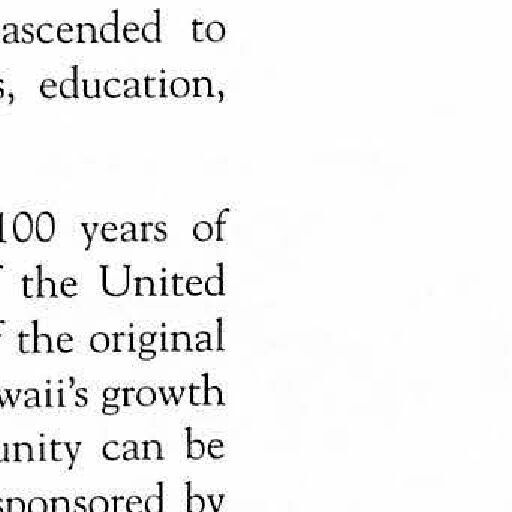 ascended to
s, education,
100 years of
the United
the original
waii's growth
unity can be
sponsored by